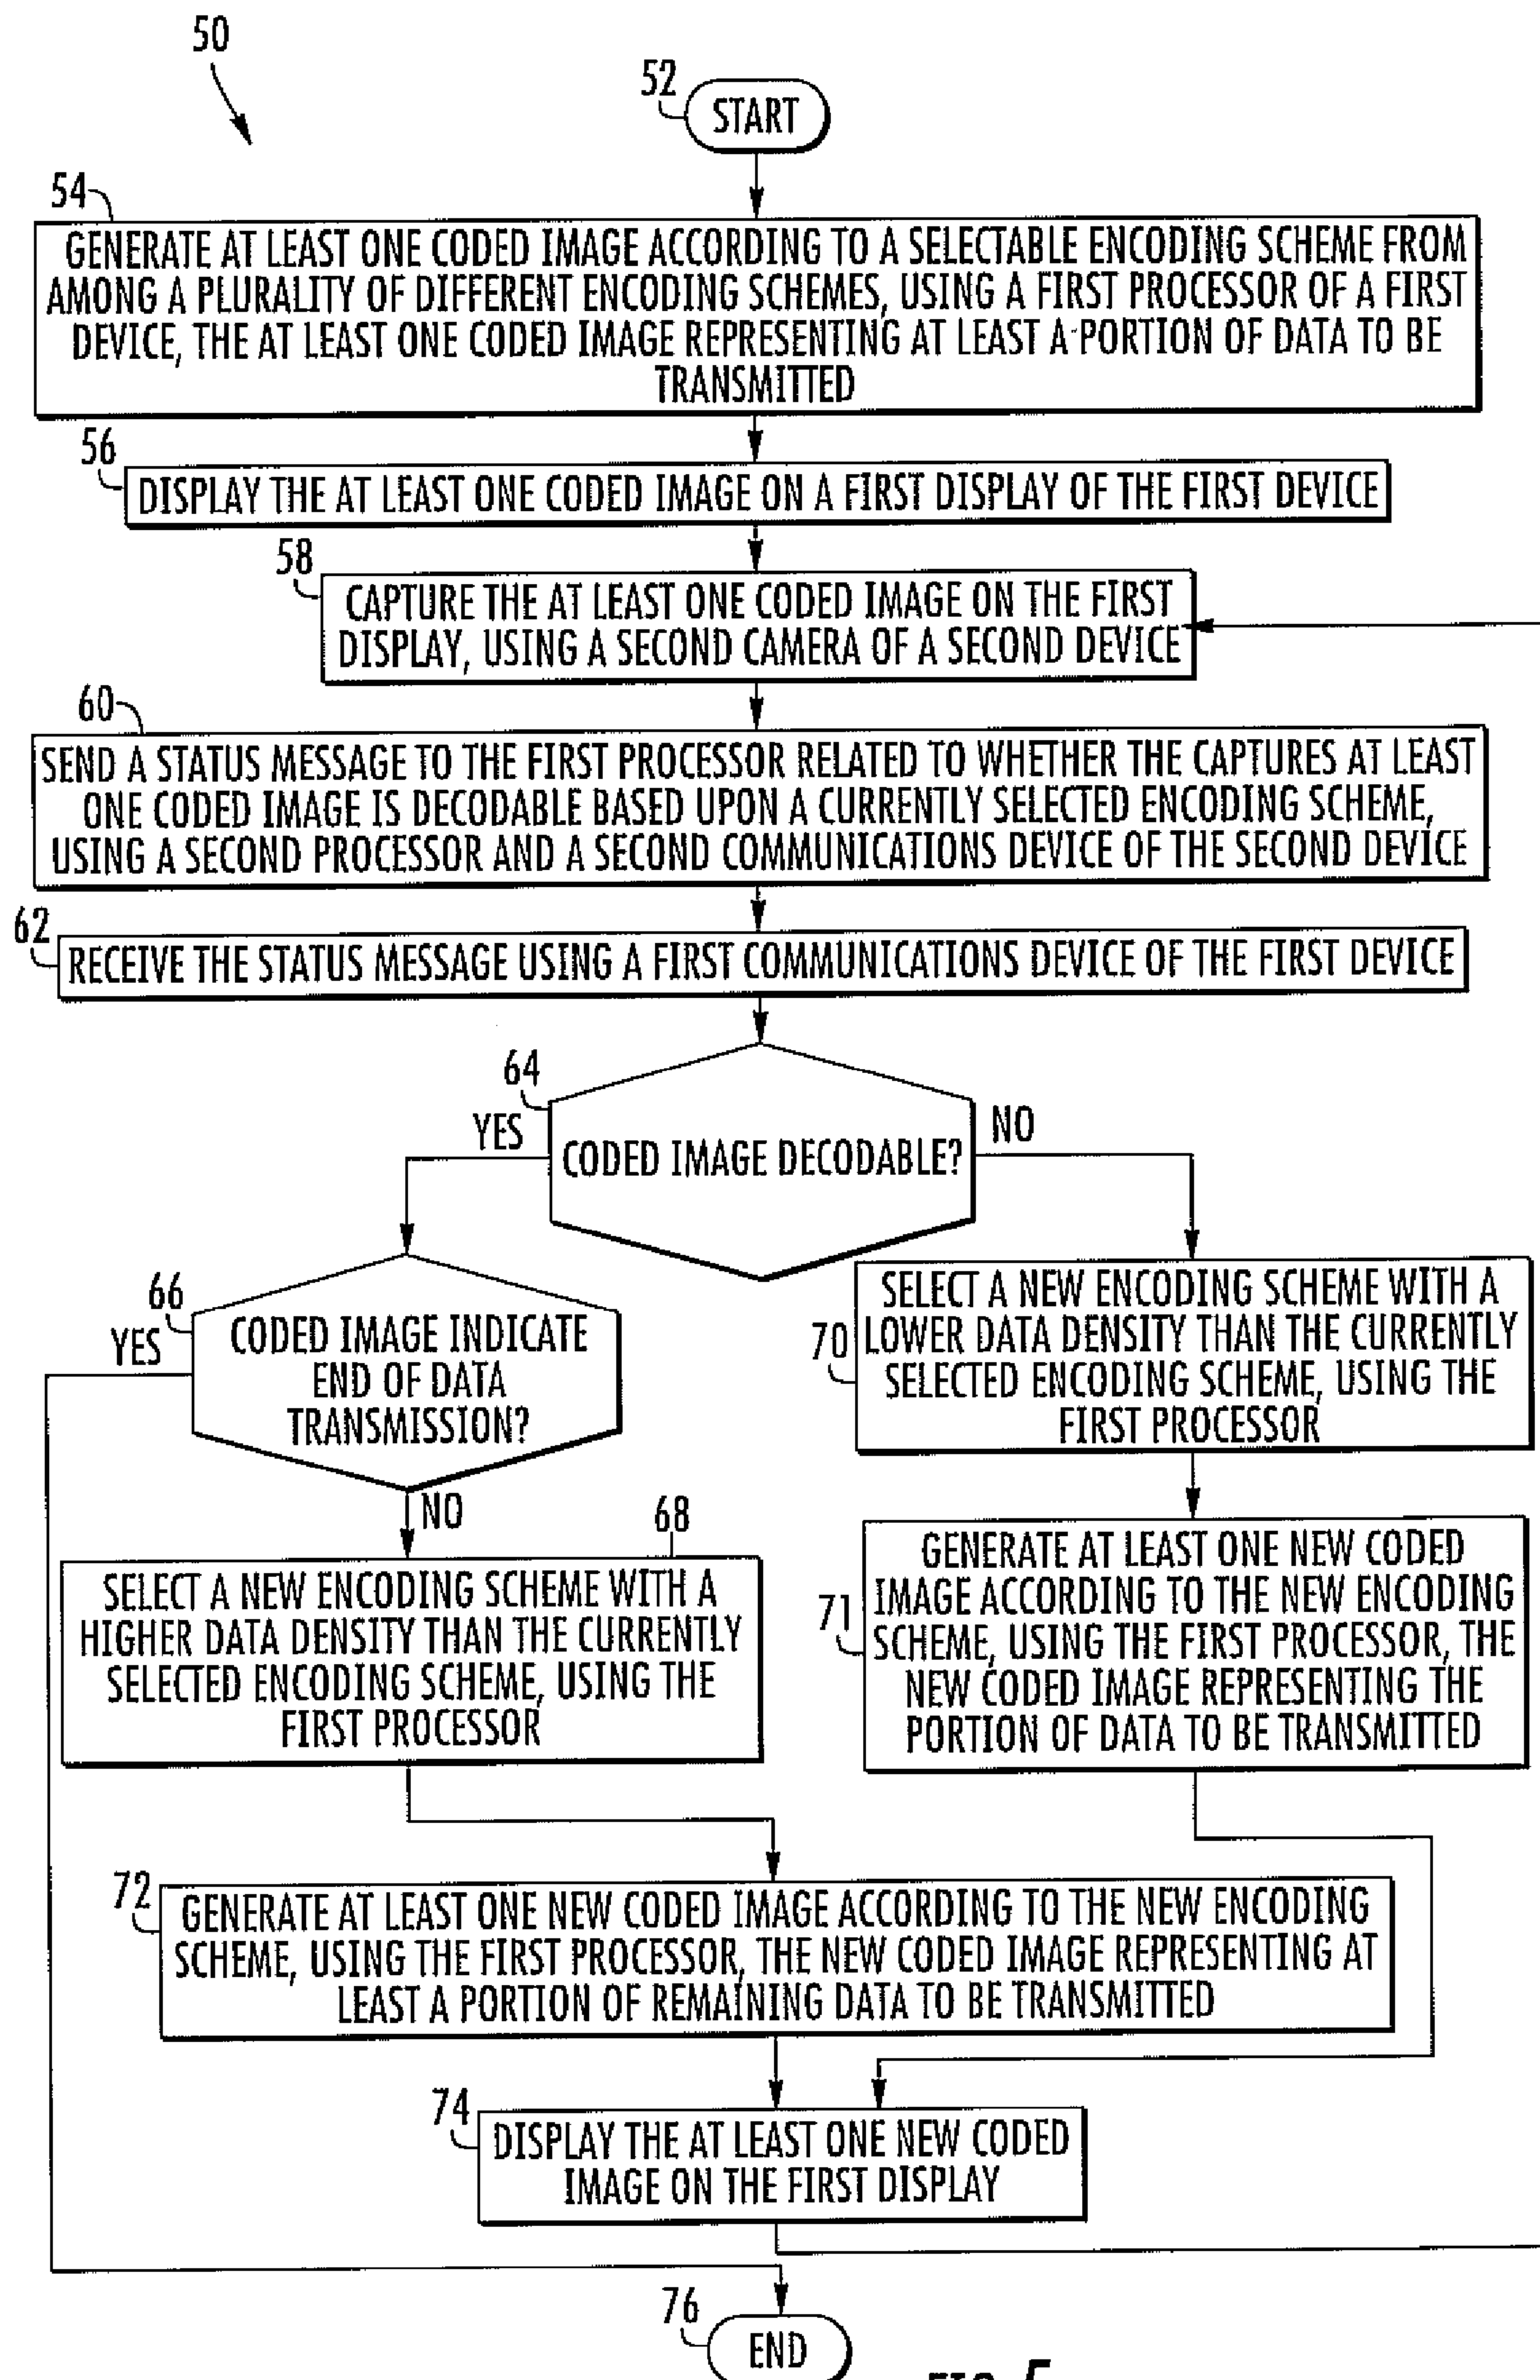 50
52
START
54
GENERATE AT LEAST ONE CODED IMAGE ACCORDING TO A SELECTABLE ENCODING SCHEME FROM
AMONG A PLURALITY OF DIFFERENT ENCODING SCHEMES, USING A FIRST PROCESSOR OF A FIRST
DEVICE, THE AT LEAST ONE CODED IMAGE REPRESENTING AT LEAST A PORTION OF DATA TO BE
TRANSMITTED
56
DISPLAY THE AT LEAST ONE CODED IMAGE ON A FIRST DISPLAY OF THE FIRST DEVICE
58
CAPTURE THE AT LEAST ONE CODED IMAGE ON THE FIRST
DISPLAY, USING A SECOND CAMERA OF A SECOND DEVICE
60
SEND A STATUS MESSAGE TO THE FIRST PROCESSOR RELATED TO WHETHER THE CAPTURES AT LEAST
ONE CODED IMAGE IS DECODABLE BASED UPON A CURRENTLY SELECTED ENCODING SCHEME,
USING A SECOND PROCESSOR AND A SECOND COMMUNICATIONS DEVICE OF THE SECOND DEVICE
62
RECEIVE THE STATUS MESSAGE USING A FIRST COMMUNICATIONS DEVICE OF THE FIRST DEVICE
64
YES
NO
CODED IMAGE DECODABLE?
66
YES
CODED IMAGE INDICATE
END OF DATA
TRANSMISSION?
NO
70
SELECT A NEW ENCODING SCHEME WITH A
LOWER DATA DENSITY THAN THE CURRENTLY
SELECTED ENCODING SCHEME, USING THE
FIRST PROCESSOR
68
SELECT A NEW ENCODING SCHEME WITH A
HIGHER DATA DENSITY THAN THE CURRENTLY
SELECTED ENCODING SCHEME, USING THE
FIRST PROCESSOR
71
GENERATE AT LEAST ONE NEW CODED
IMAGE ACCORDING TO THE NEW ENCODING
SCHEME, USING THE FIRST PROCESSOR, THE
NEW CODED IMAGE REPRESENTING THE
PORTION OF DATA TO BE TRANSMITTED
72
GENERATE AT LEAST ONE NEW CODED IMAGE ACCORDING TO THE NEW ENCODING
SCHEME, USING THE FIRST PROCESSOR, THE NEW CODED IMAGE REPRESENTING AT
LEAST A PORTION OF REMAINING DATA TO BE TRANSMITTED
74
DISPLAY THE AT LEAST ONE NEW CODED
IMAGE ON THE FIRST DISPLAY
76
END